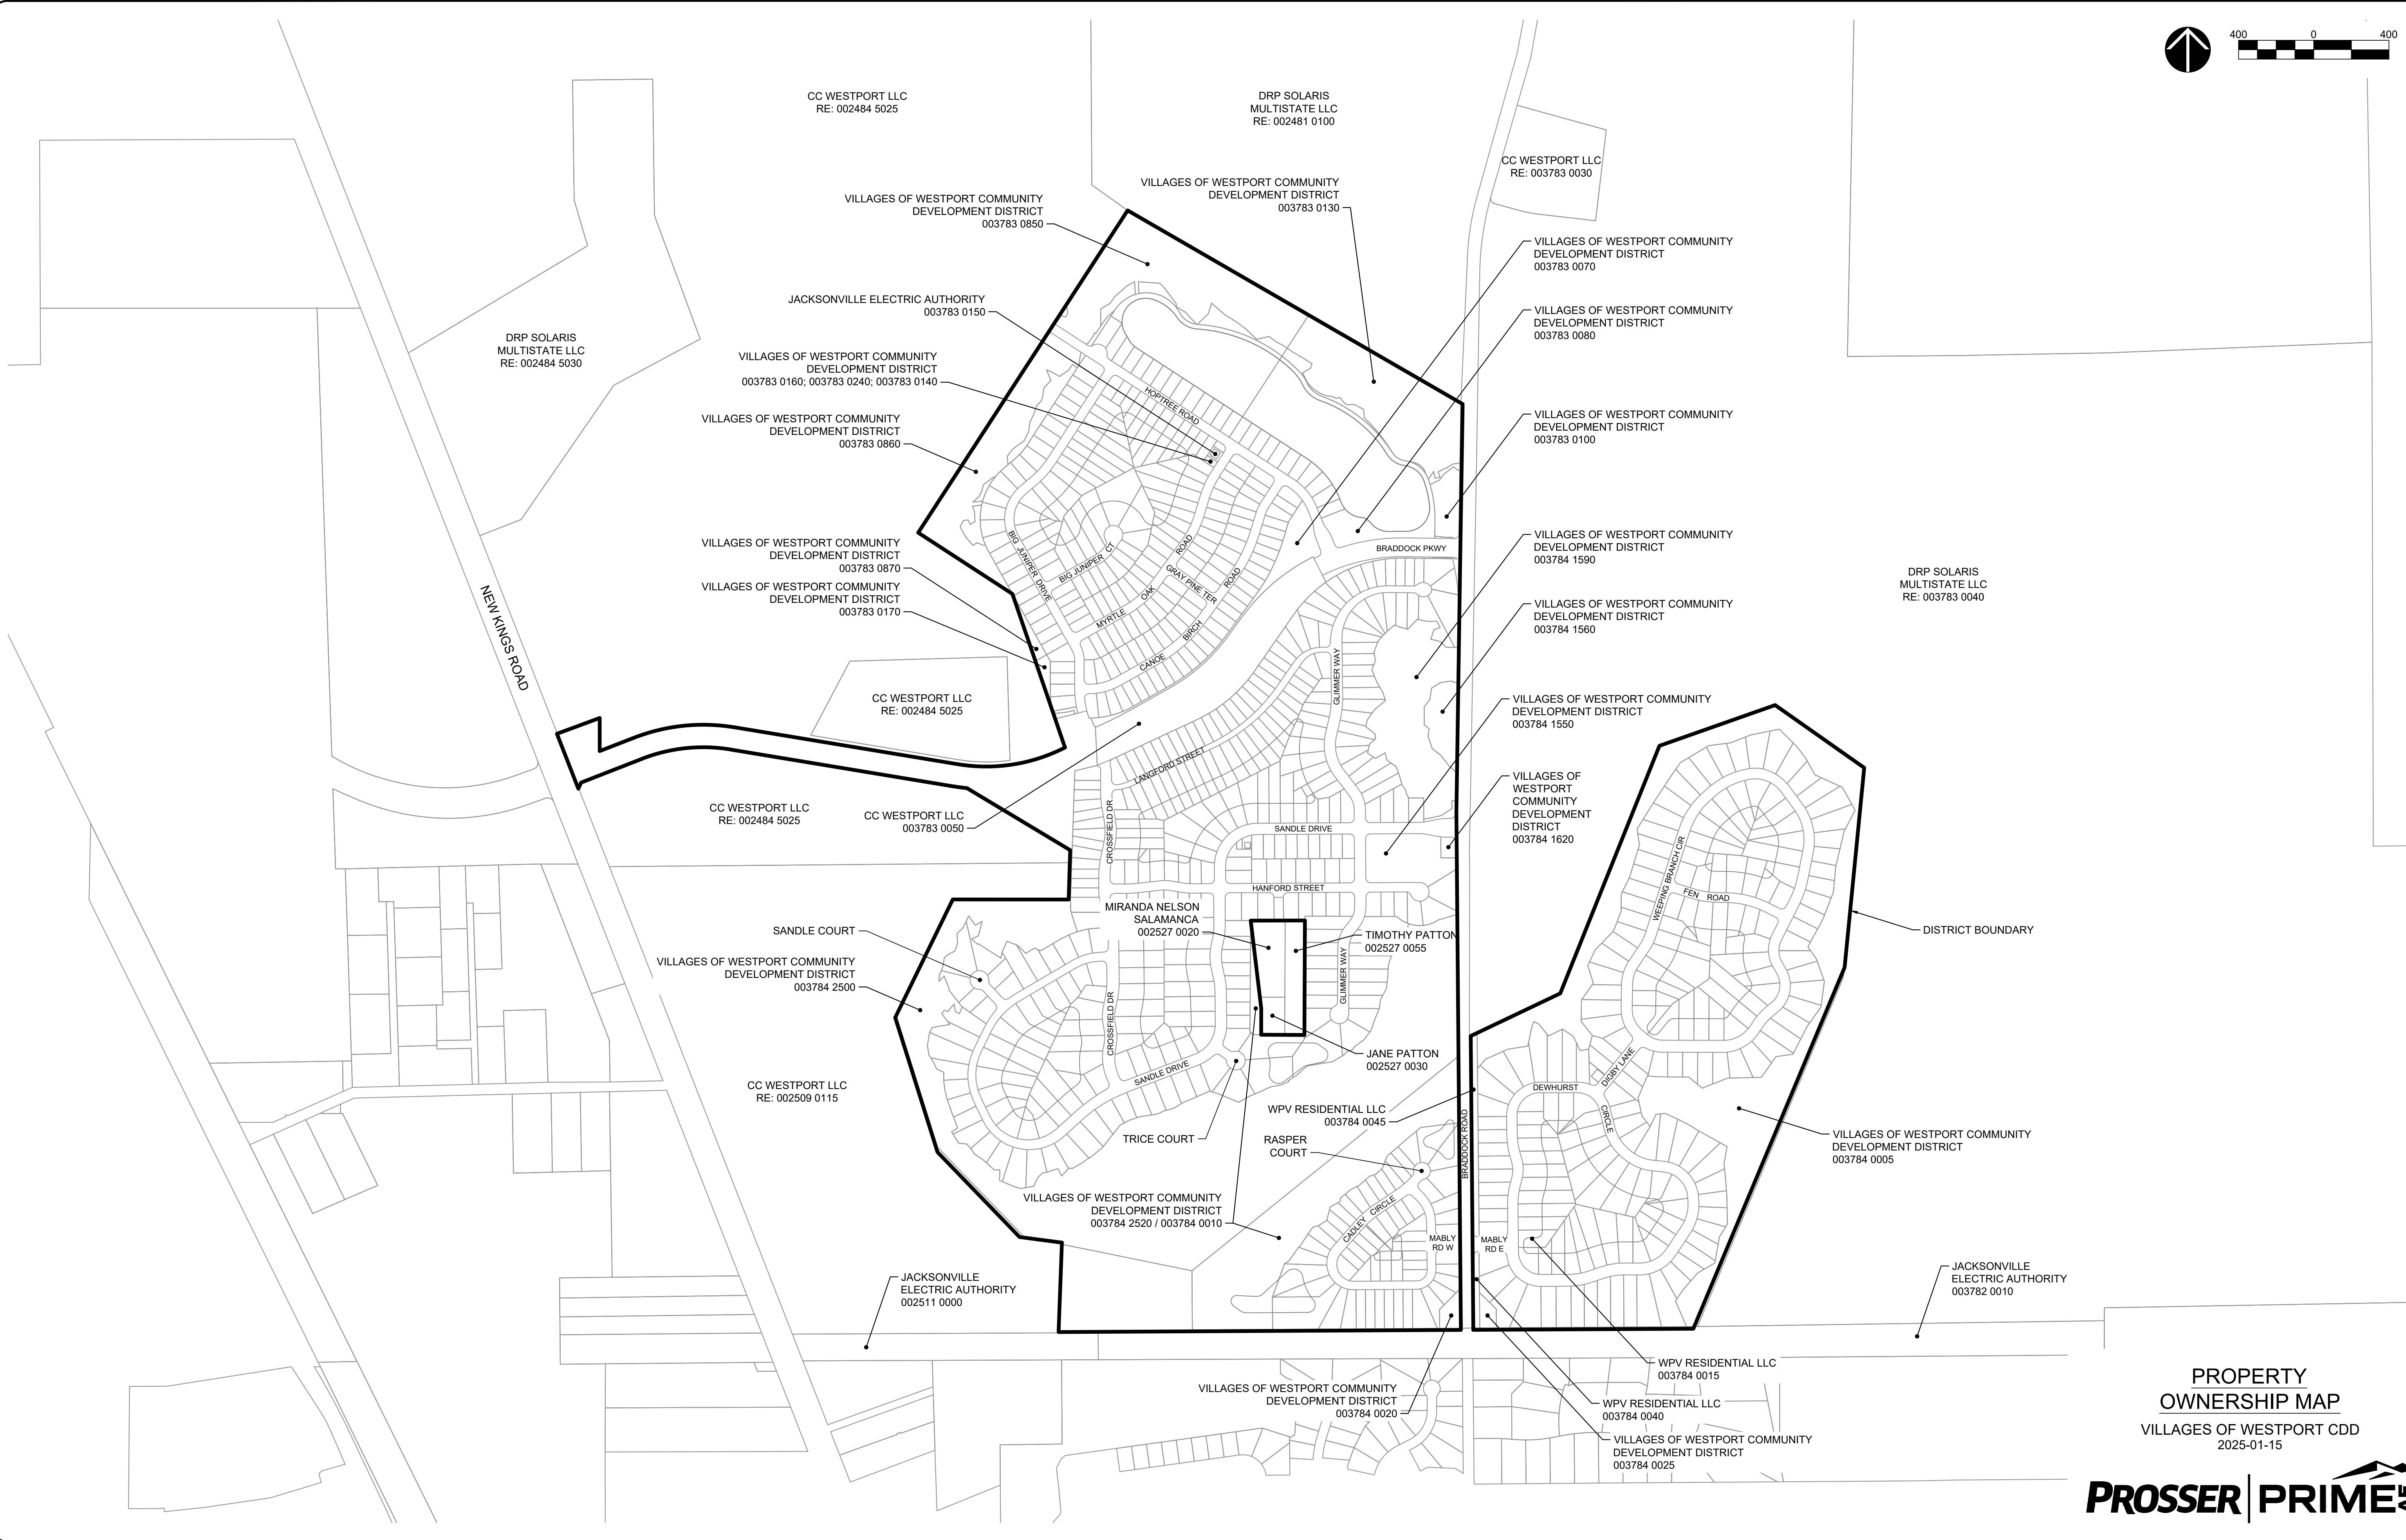 400 0 400
CC WESTPORT LLC
RE: 002484 5025
DRP SOLARIS
MULTISTATE LLC
RE: 002481 0100
CC WESTPORT LLC
RE: 003783 0030
VILLAGES OF WESTPORT COMMUNITY
DEVELOPMENT DISTRICT
003783 0130
VILLAGES OF WESTPORT COMMUNITY
DEVELOPMENT DISTRICT
003783 0850
VILLAGES OF WESTPORT COMMUNITY
DEVELOPMENT DISTRICT
003783 0070
JACKSONVILLE ELECTRIC AUTHORITY
003783 0150
VILLAGES OF WESTPORT COMMUNITY
DEVELOPMENT DISTRICT
003783 0080
DRP SOLARIS
MULTISTATE LLC
RE: 002484 5030
VILLAGES OF WESTPORT COMMUNITY
DEVELOPMENT DISTRICT
003783 0160; 003783 0240; 003783 0140
HOPTREE ROAD
VILLAGES OF WESTPORT COMMUNITY
DEVELOPMENT DISTRICT
003783 0860
VILLAGES OF WESTPORT COMMUNITY
DEVELOPMENT DISTRICT
003783 0100
VILLAGES OF WESTPORT COMMUNITY
DEVELOPMENT DISTRICT
003783 0870
VILLAGES OF WESTPORT COMMUNITY
DEVELOPMENT DISTRICT
003783 0170
BIG JUNIPER DRIVE
BIG JUNIPER CT
MYRTLE OAK ROAD
GRAY PINE TER
CANOE BIRCH ROAD
BRADDOCK PKWY
VILLAGES OF WESTPORT COMMUNITY
DEVELOPMENT DISTRICT
003784 1590
DRP SOLARIS
MULTISTATE LLC
RE: 003783 0040
VILLAGES OF WESTPORT COMMUNITY
DEVELOPMENT DISTRICT
003784 1560
NEW KINGS ROAD
GLIMMER WAY
CC WESTPORT LLC
RE: 002484 5025
VILLAGES OF WESTPORT COMMUNITY
DEVELOPMENT DISTRICT
003784 1550
LANGFORD STREET
CC WESTPORT LLC
RE: 002484 5025
CC WESTPORT LLC
003783 0050
CROSSFIELD DR
SANDLE DRIVE
VILLAGES OF
WESTPORT
COMMUNITY
DEVELOPMENT
DISTRICT
003784 1620
WEEPING BRANCH CIR
FEN ROAD
HANFORD STREET
MIRANDA NELSON
SALAMANCA
002527 0020
TIMOTHY PATTON
002527 0055
SANDLE COURT
DISTRICT BOUNDARY
VILLAGES OF WESTPORT COMMUNITY
DEVELOPMENT DISTRICT
003784 2500
CROSSFIELD DR
GLIMMER WAY
JANE PATTON
002527 0030
SANDLE DRIVE
DIGBY LANE
DEWHURST CIRCLE
CC WESTPORT LLC
RE: 002509 0115
WPV RESIDENTIAL LLC
003784 0045
BRADDOCK ROAD
TRICE COURT
RASPER
COURT
VILLAGES OF WESTPORT COMMUNITY
DEVELOPMENT DISTRICT
003784 0005
VILLAGES OF WESTPORT COMMUNITY
DEVELOPMENT DISTRICT
003784 2520 / 003784 0010
CADLEY CIRCLE
MABLY
RD W
MABLY
RD E
JACKSONVILLE
ELECTRIC AUTHORITY
002511 0000
JACKSONVILLE
ELECTRIC AUTHORITY
003782 0010
WPV RESIDENTIAL LLC
003784 0015
VILLAGES OF WESTPORT COMMUNITY
DEVELOPMENT DISTRICT
003784 0020
WPV RESIDENTIAL LLC
003784 0040
VILLAGES OF WESTPORT COMMUNITY
DEVELOPMENT DISTRICT
003784 0025
PROPERTY
OWNERSHIP MAP
VILLAGES OF WESTPORT CDD
2025-01-15
PROSSER PRIME